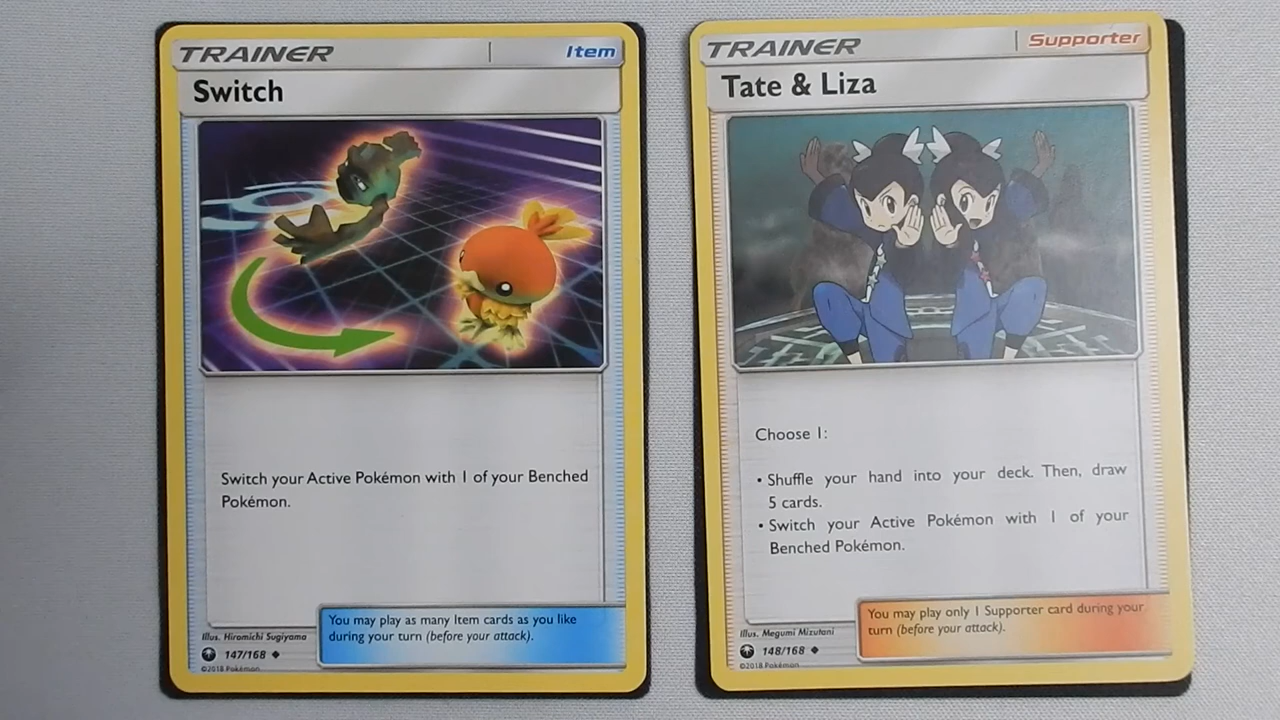 TRAINER
Item
Switch
Switch your Active Pokémon with 1 of your Benched
Pokémon.
You may play as many Item cards as you like
during your turn (before your attack).
Illus. Hiromichi Sugiyama
147/168
©2018 Pokémon
TRAINER
Supporter
Tate & Liza
Choose 1:
• Shuffle your hand into your deck. Then, draw
5 cards.
• Switch your Active Pokémon with 1 of your
Benched Pokémon.
You may play only 1 Supporter card during your
turn (before your attack).
Illus. Megumi Mizutani
148/168
©2018 Pokémon